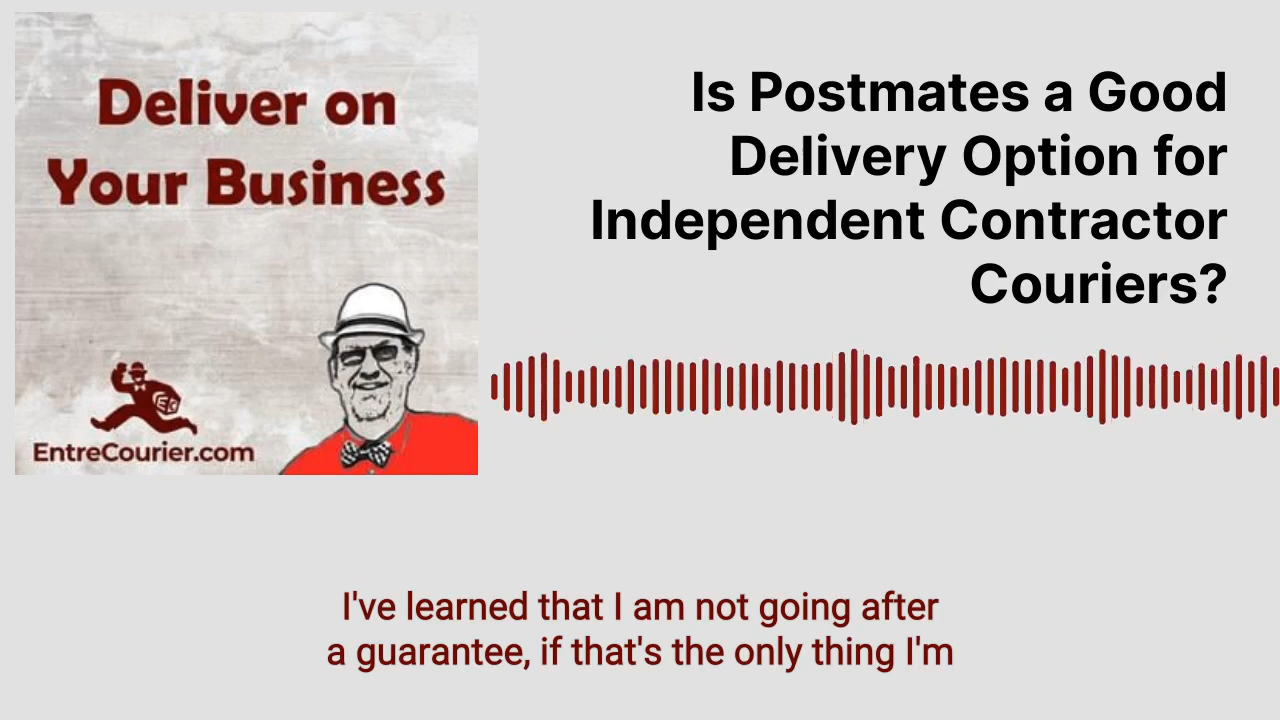 Deliver on
Your Business
EntreCourier.com
Is Postmates a Good
Delivery Option for
Independent Contractor
Couriers?
I've learned that I am not going after
a guarantee, if that's the only thing I'm